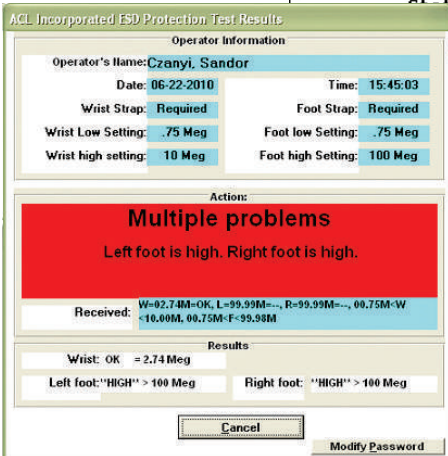 ACL Incorporated ESD Protection Test Results
Operator Information
Operator's Name: Czanyi, Sandor
Date: 06-22-2010 Time: 15:45:03
Wrist Strap: Required Foot Strap: Required
Wrist Low Setting: .75 Meg Foot low Setting: .75 Meg
Wrist high setting: 10 Meg Foot high Setting: 100 Meg
Action:
Multiple problems
Left foot is high. Right foot is high.
Received: W=02.74M=OK, L=99.99M=--, R=99.99M=--, 00.75M<W
<10.00M, 00.75M<F<99.98M
Results
Wrist: OK = 2.74 Meg
Left foot: "HIGH" > 100 Meg Right foot: "HIGH" > 100 Meg
Cancel
Modify Password